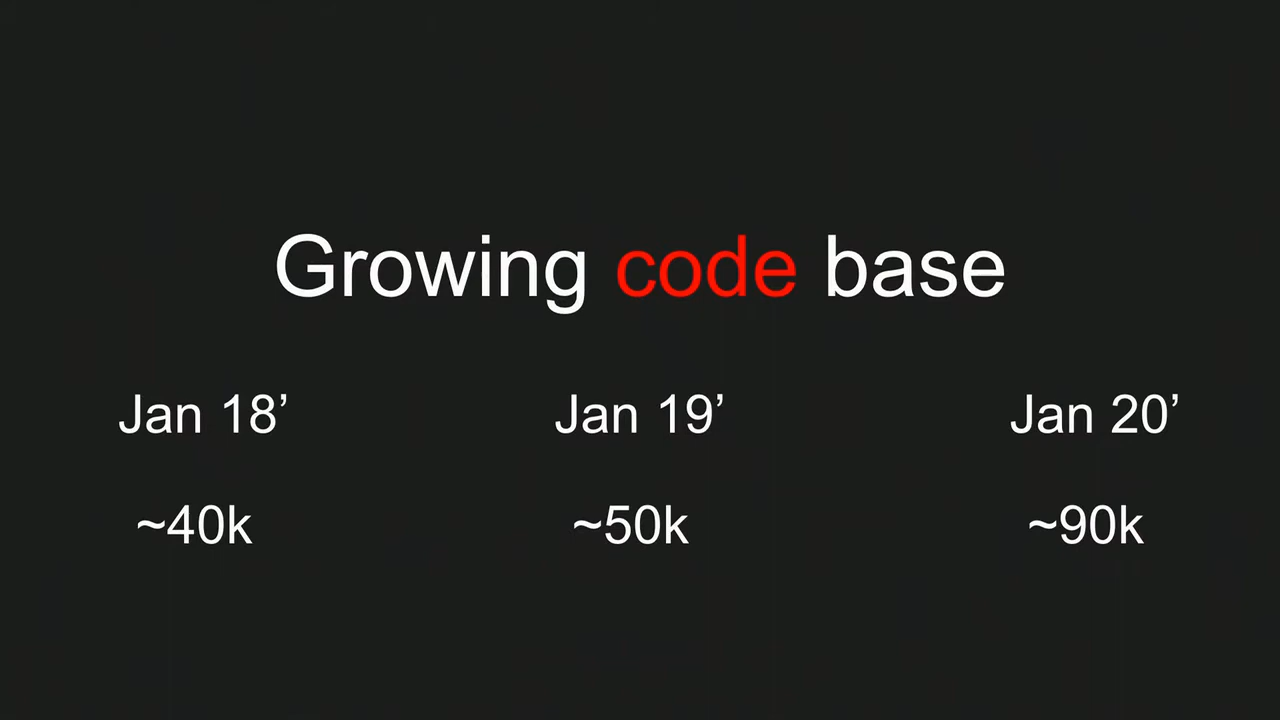 Growing code base
Jan 18’ Jan 19’ Jan 20’
~40k ~50k ~90k